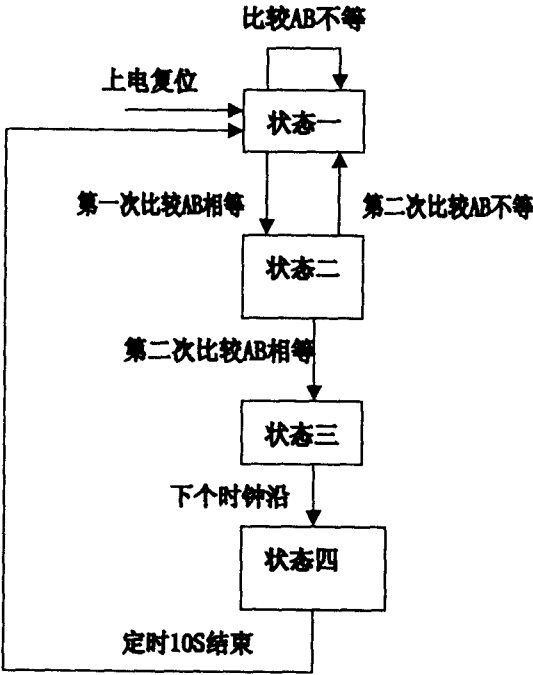 比较AB不等
上电复位
状态一
第一次比较AB相等
第二次比较AB不等
状态二
第二次比较AB相等
状态三
下个时钟沿
状态四
定时10S结束